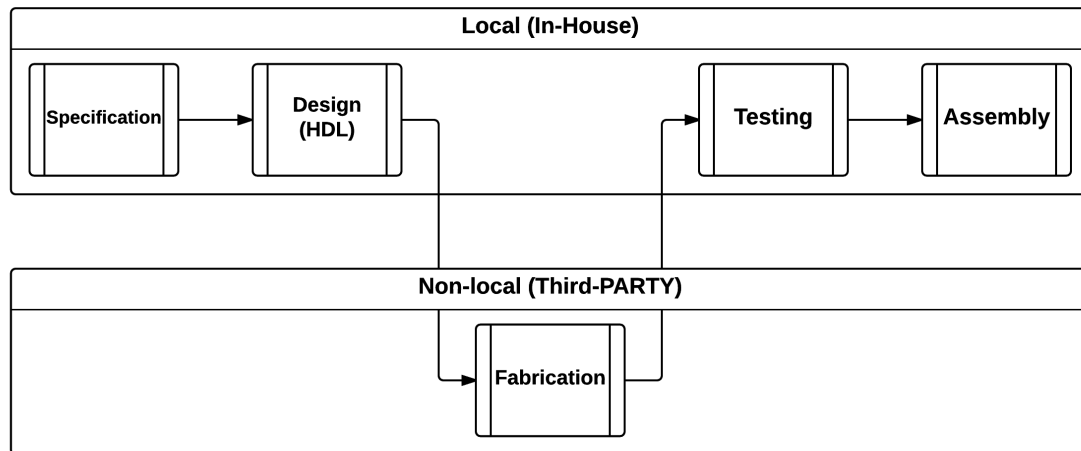 Local (In-House)
Specification
Design
(HDL)
Testing
Assembly
Non-local (Third-PARTY)
Fabrication